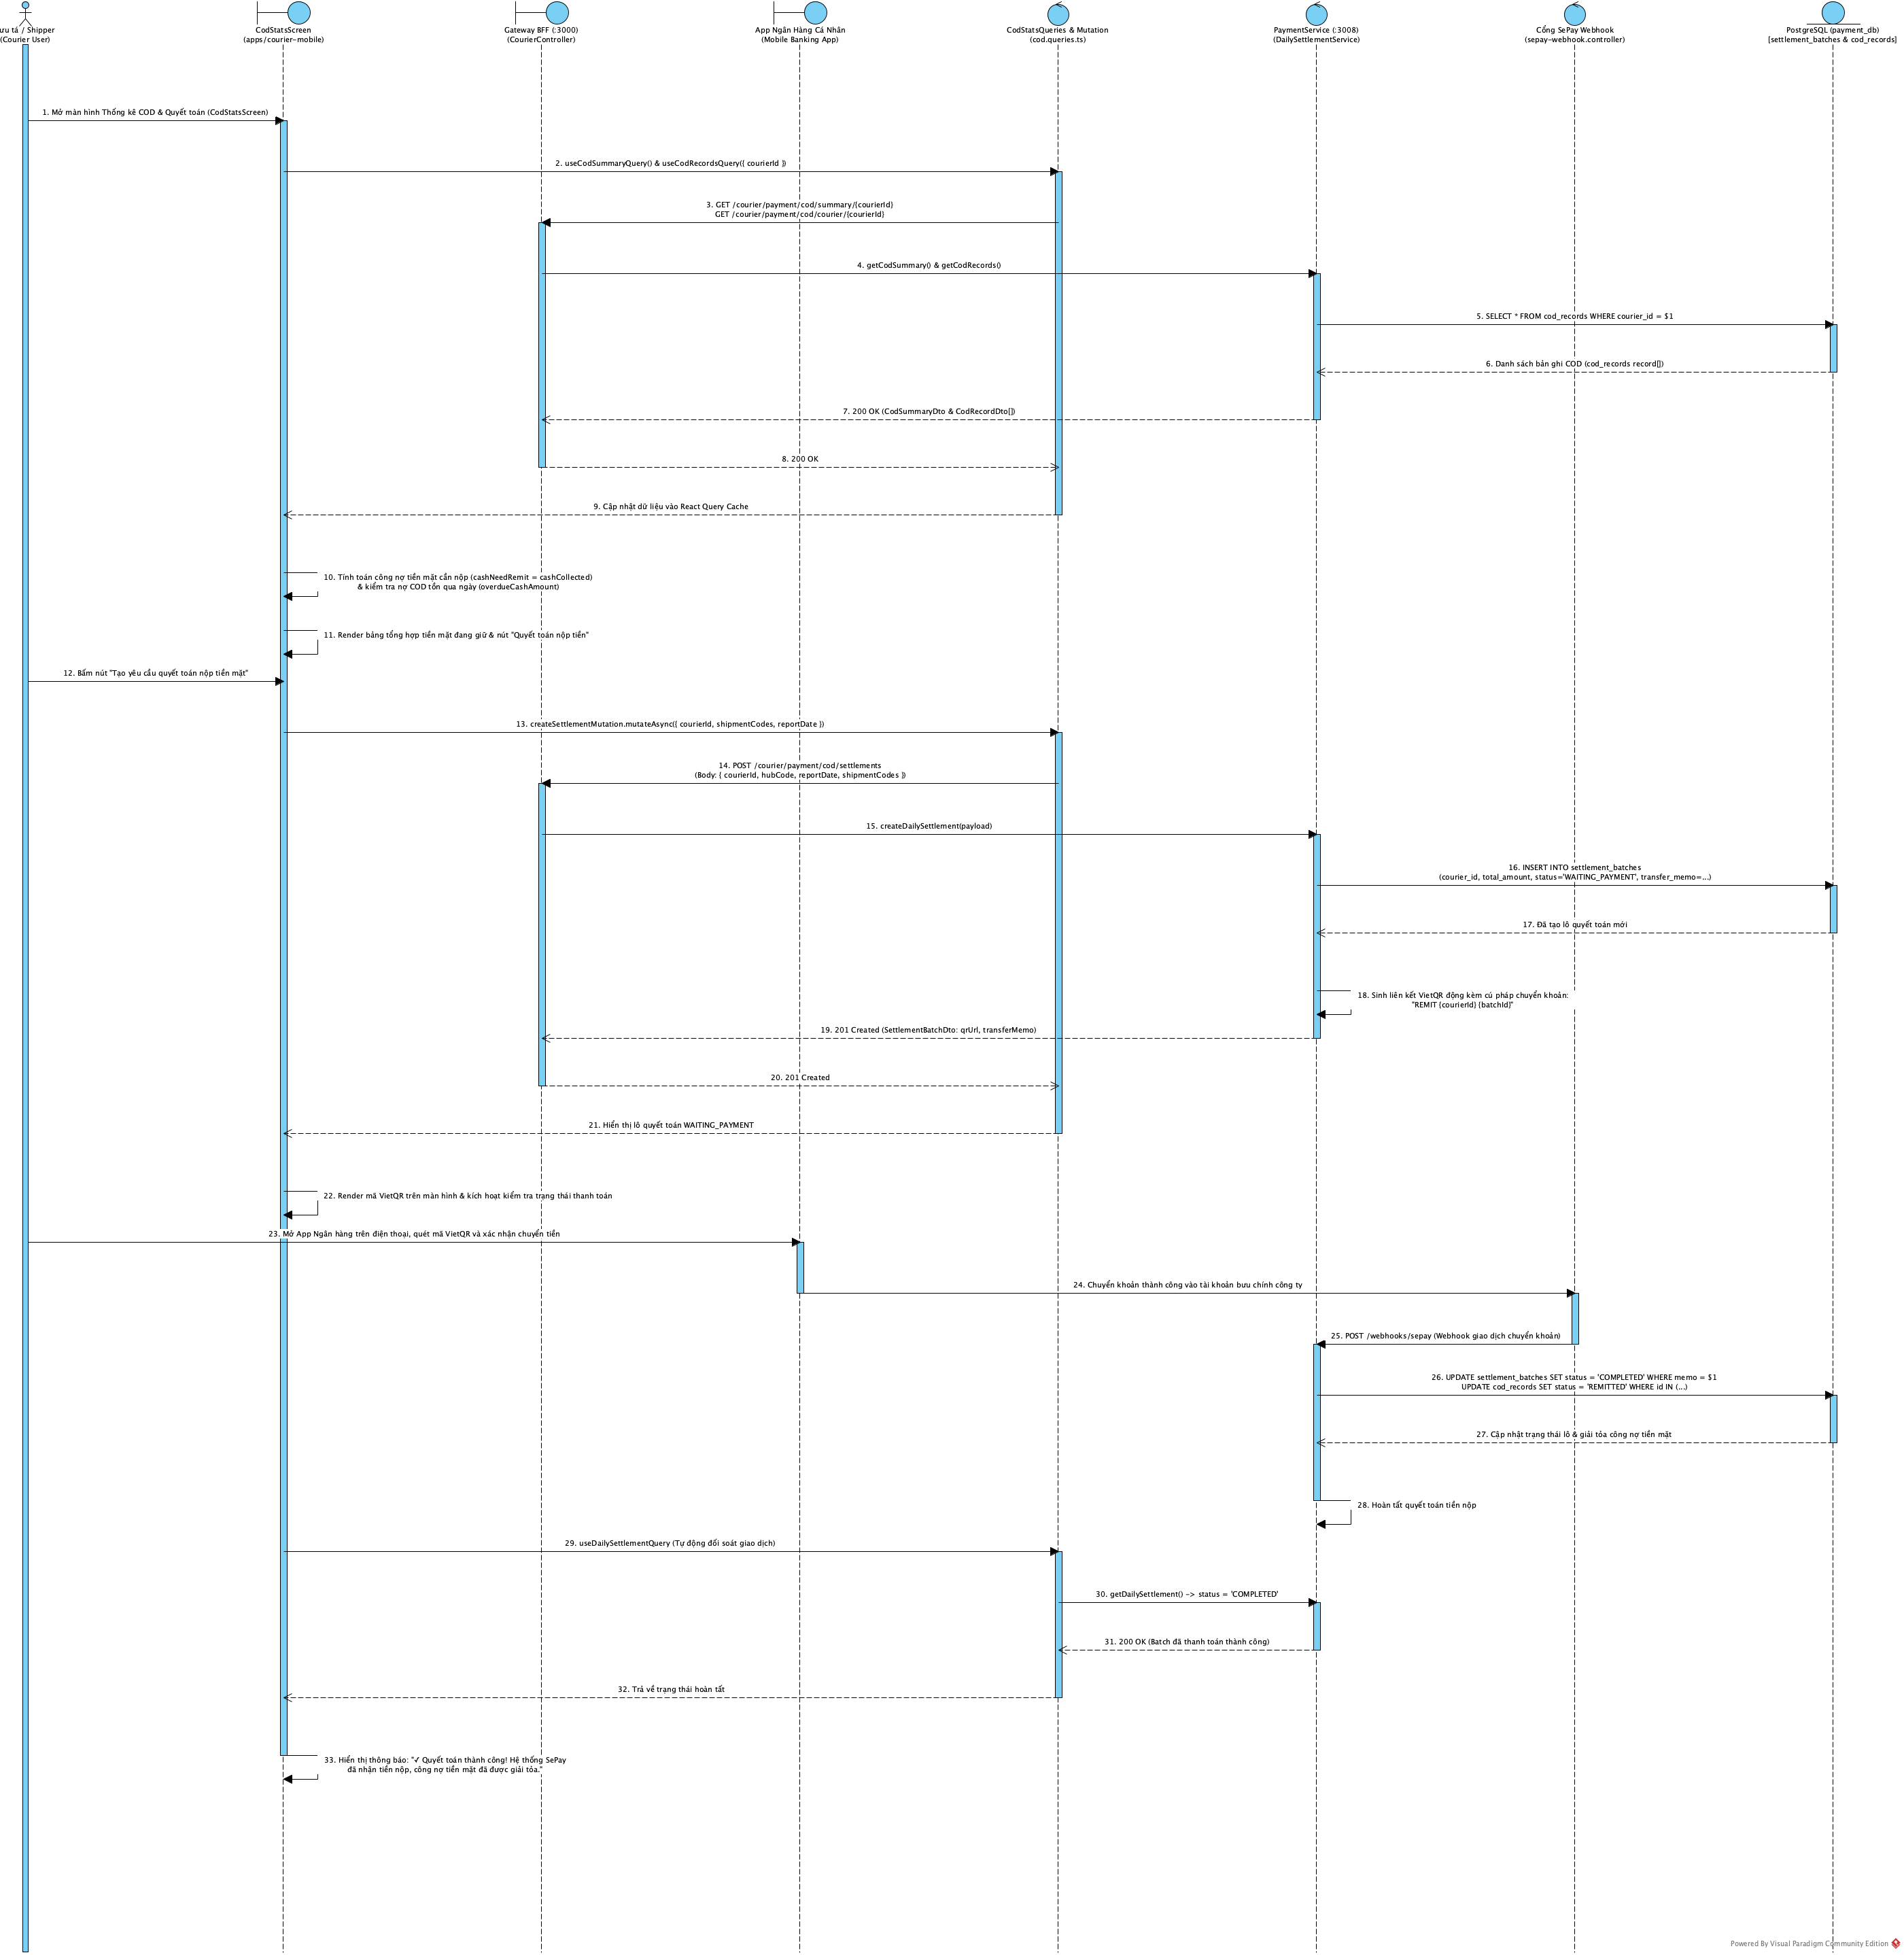 ưu tá / Shipper
(Courier User)
CodStatsScreen
(apps/courier-mobile)
Gateway BFF (:3000)
(CourierController)
App Ngân Hàng Cá Nhân
(Mobile Banking App)
CodStatsQueries & Mutation
(cod.queries.ts)
PaymentService (:3008)
(DailySettlementService)
Cổng SePay Webhook
(sepay-webhook.controller)
PostgreSQL (payment_db)
[settlement_batches & cod_records]
1. Mở màn hình Thống kê COD & Quyết toán (CodStatsScreen)
2. useCodSummaryQuery() & useCodRecordsQuery({ courierId })
3. GET /courier/payment/cod/summary/{courierId}
GET /courier/payment/cod/courier/{courierId}
4. getCodSummary() & getCodRecords()
5. SELECT * FROM cod_records WHERE courier_id = $1
6. Danh sách bản ghi COD (cod_records record[])
7. 200 OK (CodSummaryDto & CodRecordDto[])
8. 200 OK
9. Cập nhật dữ liệu vào React Query Cache
10. Tính toán công nợ tiền mặt cần nộp (cashNeedRemit = cashCollected)
& kiểm tra nợ COD tồn qua ngày (overdueCashAmount)
11. Render bảng tổng hợp tiền mặt đang giữ & nút "Quyết toán nộp tiền"
12. Bấm nút "Tạo yêu cầu quyết toán nộp tiền mặt"
13. createSettlementMutation.mutateAsync({ courierId, shipmentCodes, reportDate })
14. POST /courier/payment/cod/settlements
(Body: { courierId, hubCode, reportDate, shipmentCodes })
15. createDailySettlement(payload)
16. INSERT INTO settlement_batches
(courier_id, total_amount, status='WAITING_PAYMENT', transfer_memo=...)
17. Đã tạo lô quyết toán mới
18. Sinh liên kết VietQR động kèm cú pháp chuyển khoản:
"REMIT {courierId} {batchId}"
19. 201 Created (SettlementBatchDto: qrUrl, transferMemo)
20. 201 Created
21. Hiển thị lô quyết toán WAITING_PAYMENT
22. Render mã VietQR trên màn hình & kích hoạt kiểm tra trạng thái thanh toán
23. Mở App Ngân hàng trên điện thoại, quét mã VietQR và xác nhận chuyển tiền
24. Chuyển khoản thành công vào tài khoản bưu chính công ty
25. POST /webhooks/sepay (Webhook giao dịch chuyển khoản)
26. UPDATE settlement_batches SET status = 'COMPLETED' WHERE memo = $1
UPDATE cod_records SET status = 'REMITTED' WHERE id IN (...)
27. Cập nhật trạng thái lô & giải tỏa công nợ tiền mặt
28. Hoàn tất quyết toán tiền nộp
29. useDailySettlementQuery (Tự động đối soát giao dịch)
30. getDailySettlement() -> status = 'COMPLETED'
31. 200 OK (Batch đã thanh toán thành công)
32. Trả về trạng thái hoàn tất
33. Hiển thị thông báo: "✓ Quyết toán thành công! Hệ thống SePay
đã nhận tiền nộp, công nợ tiền mặt đã được giải tỏa."
Powered By Visual Paradigm Community Edition